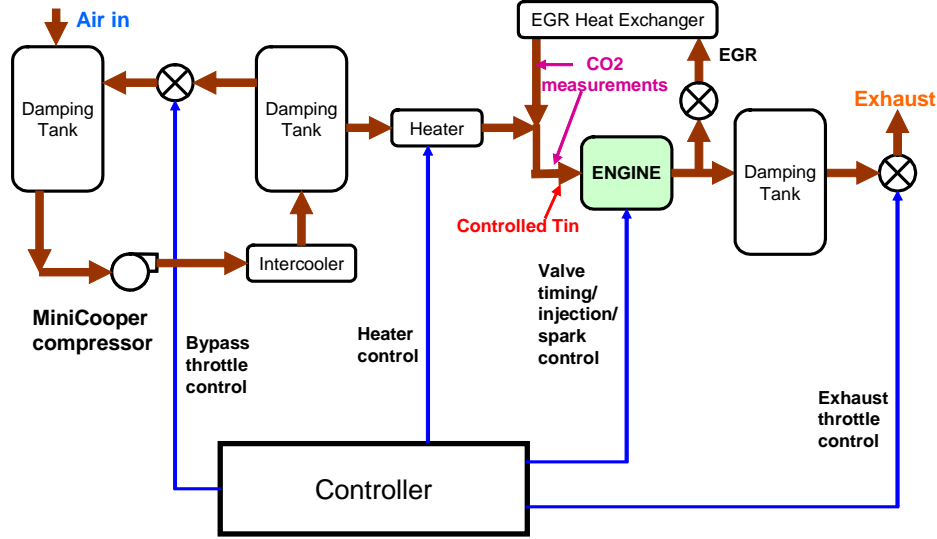 Air in
EGR Heat Exchanger
CO2
measurements
EGR
Exhaust
Damping
Tank
Damping
Tank
Heater
ENGINE
Damping
Tank
Controlled Tin
Intercooler
MiniCooper
compressor
Bypass
throttle
control
Heater
control
Valve
timing/
injection/
spark
control
Exhaust
throttle
control
Controller